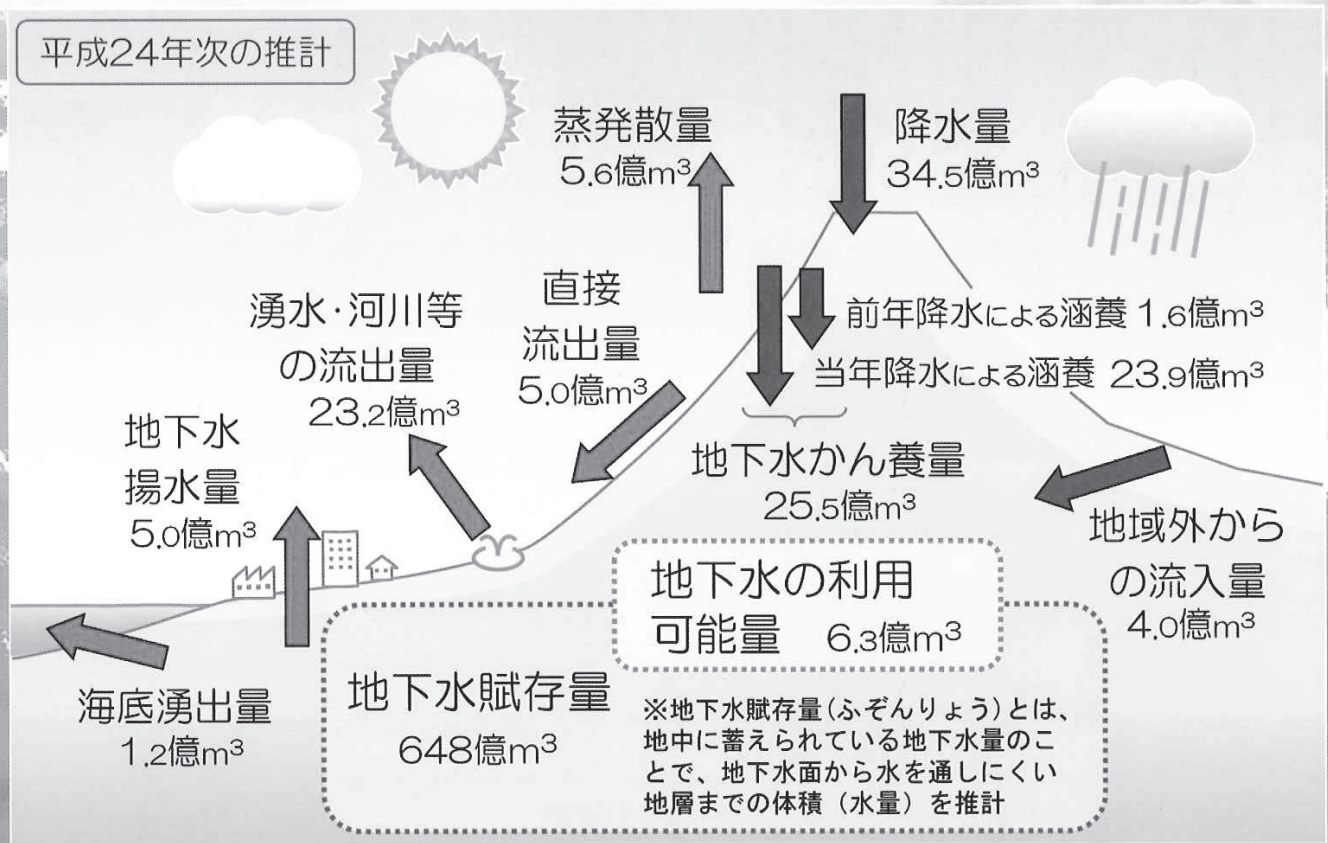 平成24年次の推計
蒸発散量
5.6億m³
降水量
34.5億m³
湧水・河川等
の流出量
23.2億m³
直接
流出量
5.0億m³
前年降水による涵養 1.6億m³
当年降水による涵養 23.9億m³
地下水
揚水量
5.0億m³
地下水かん養量
25.5億m³
地域外から
の流入量
4.0億m³
地下水の利用
可能量 6.3億m³
海底湧出量
1.2億m³
地下水賦存量
648億m³
※地下水賦存量(ふぞんりょう)とは、
地中に蓄えられている地下水量のこ
とで、地下水面から水を通しにくい
地層までの体積（水量）を推計